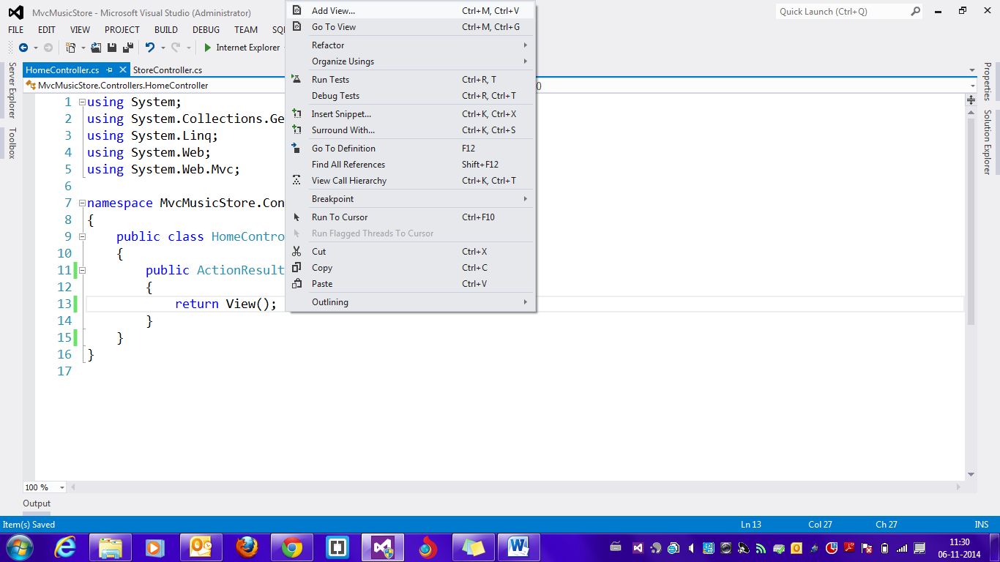 MvcMusicStore - Microsoft Visual Studio (Administrator)
Quick Launch (Ctrl+Q)
FILE EDIT VIEW PROJECT BUILD DEBUG TEAM SQ
Internet Explorer
HomeController.cs StoreController.cs
MvcMusicStore.Controllers.HomeController ()
Server Explorer
Toolbox
Properties
Solution Explorer
1 using System;
2 using System.Collections.Ge
3 using System.Linq;
4 using System.Web;
5 using System.Web.Mvc;
6
7 namespace MvcMusicStore.Con
8 {
9 public class HomeContro
10 {
11 public ActionResult
12 {
13 return View();
14 }
15 }
16 }
17
Add View... Ctrl+M, Ctrl+V
Go To View Ctrl+M, Ctrl+G
Refactor
Organize Usings
Run Tests Ctrl+R, T
Debug Tests Ctrl+R, Ctrl+T
Insert Snippet... Ctrl+K, Ctrl+X
Surround With... Ctrl+K, Ctrl+S
Go To Definition F12
Find All References Shift+F12
View Call Hierarchy Ctrl+K, Ctrl+T
Breakpoint
Run To Cursor Ctrl+F10
Run Flagged Threads To Cursor
Cut Ctrl+X
Copy Ctrl+C
Paste Ctrl+V
Outlining
100 %
Output
Item(s) Saved Ln 13 Col 27 Ch 27 INS
11:30
06-11-2014